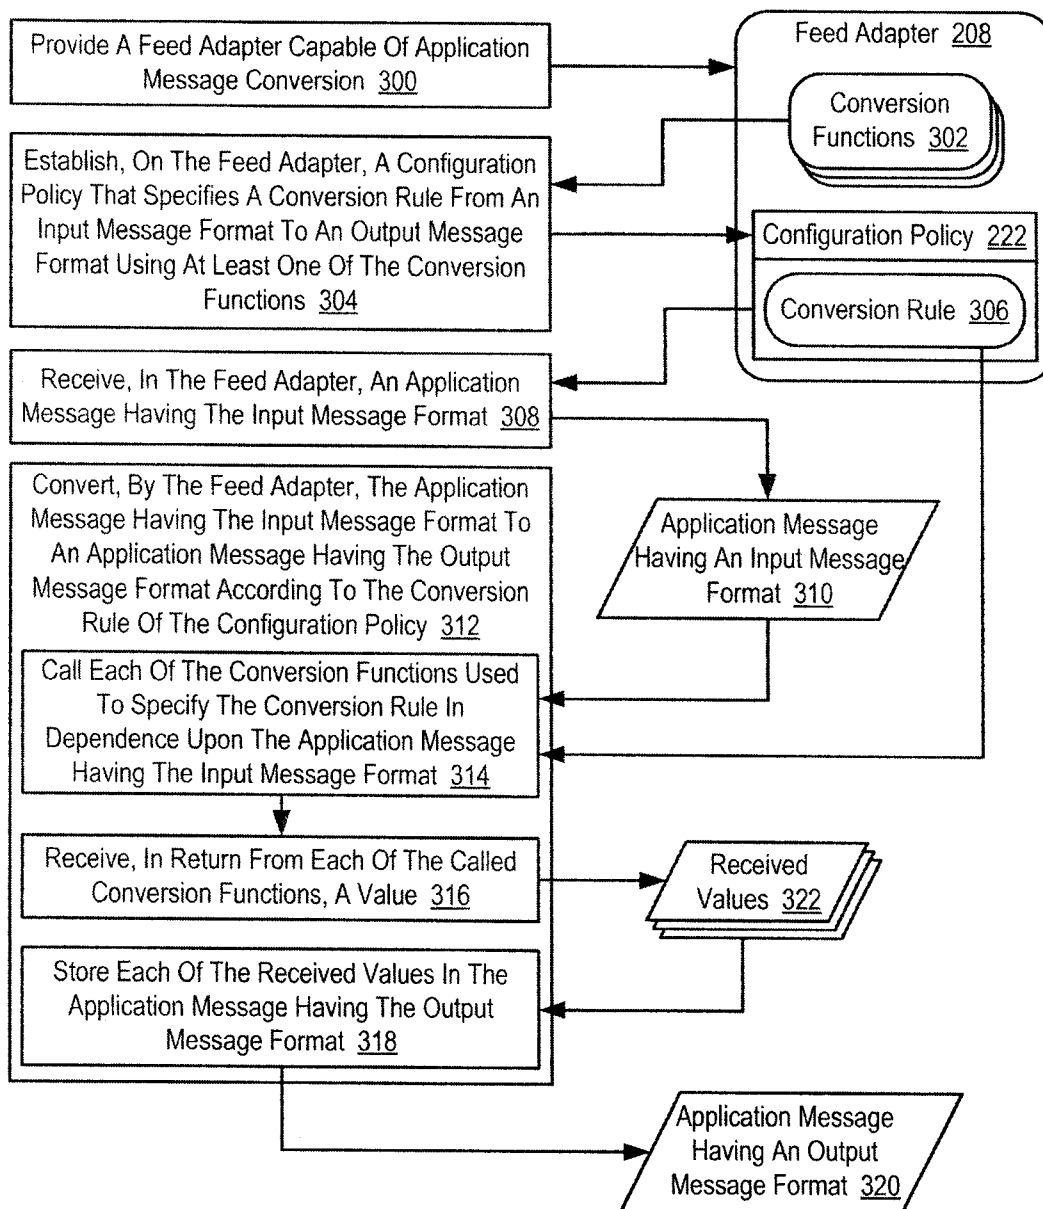 Provide A Feed Adapter Capable Of Application
Message Conversion 300
Feed Adapter 208
Conversion
Functions 302
Establish, On The Feed Adapter, A Configuration
Policy That Specifies A Conversion Rule From An
Input Message Format To An Output Message
Format Using At Least One Of The Conversion
Functions 304
Configuration Policy 222
Conversion Rule 306
Receive, In The Feed Adapter, An Application
Message Having The Input Message Format 308
Convert, By The Feed Adapter, The Application
Message Having The Input Message Format To
An Application Message Having The Output
Message Format According To The Conversion
Rule Of The Configuration Policy 312
Application Message
Having An Input Message
Format 310
Call Each Of The Conversion Functions Used
To Specify The Conversion Rule In
Dependence Upon The Application Message
Having The Input Message Format 314
Receive, In Return From Each Of The Called
Conversion Functions, A Value 316
Received
Values 322
Store Each Of The Received Values In The
Application Message Having The Output
Message Format 318
Application Message
Having An Output
Message Format 320